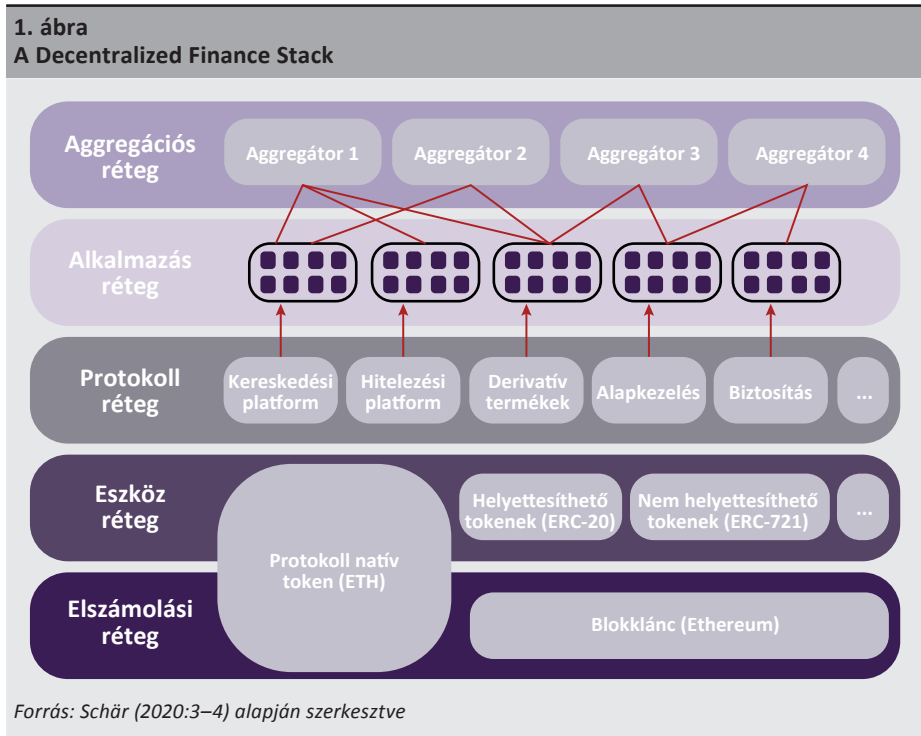 1. ábra
A Decentralized Finance Stack
Aggregációs
réteg
Aggregátor 1
Aggregátor 2
Aggregátor 3
Aggregátor 4
Alkalmazás
réteg
Protokoll
réteg
Kereskedési
platform
Hitelezési
platform
Derivatív
termékek
Alapkezelés
Biztosítás
...
Eszköz
réteg
Helyettesíthető
tokenek (ERC-20)
Nem helyettesíthető
tokenek (ERC-721)
...
Protokoll natív
token (ETH)
Elszámolási
réteg
Blokklánc (Ethereum)
Forrás: Schär (2020:3–4) alapján szerkesztve